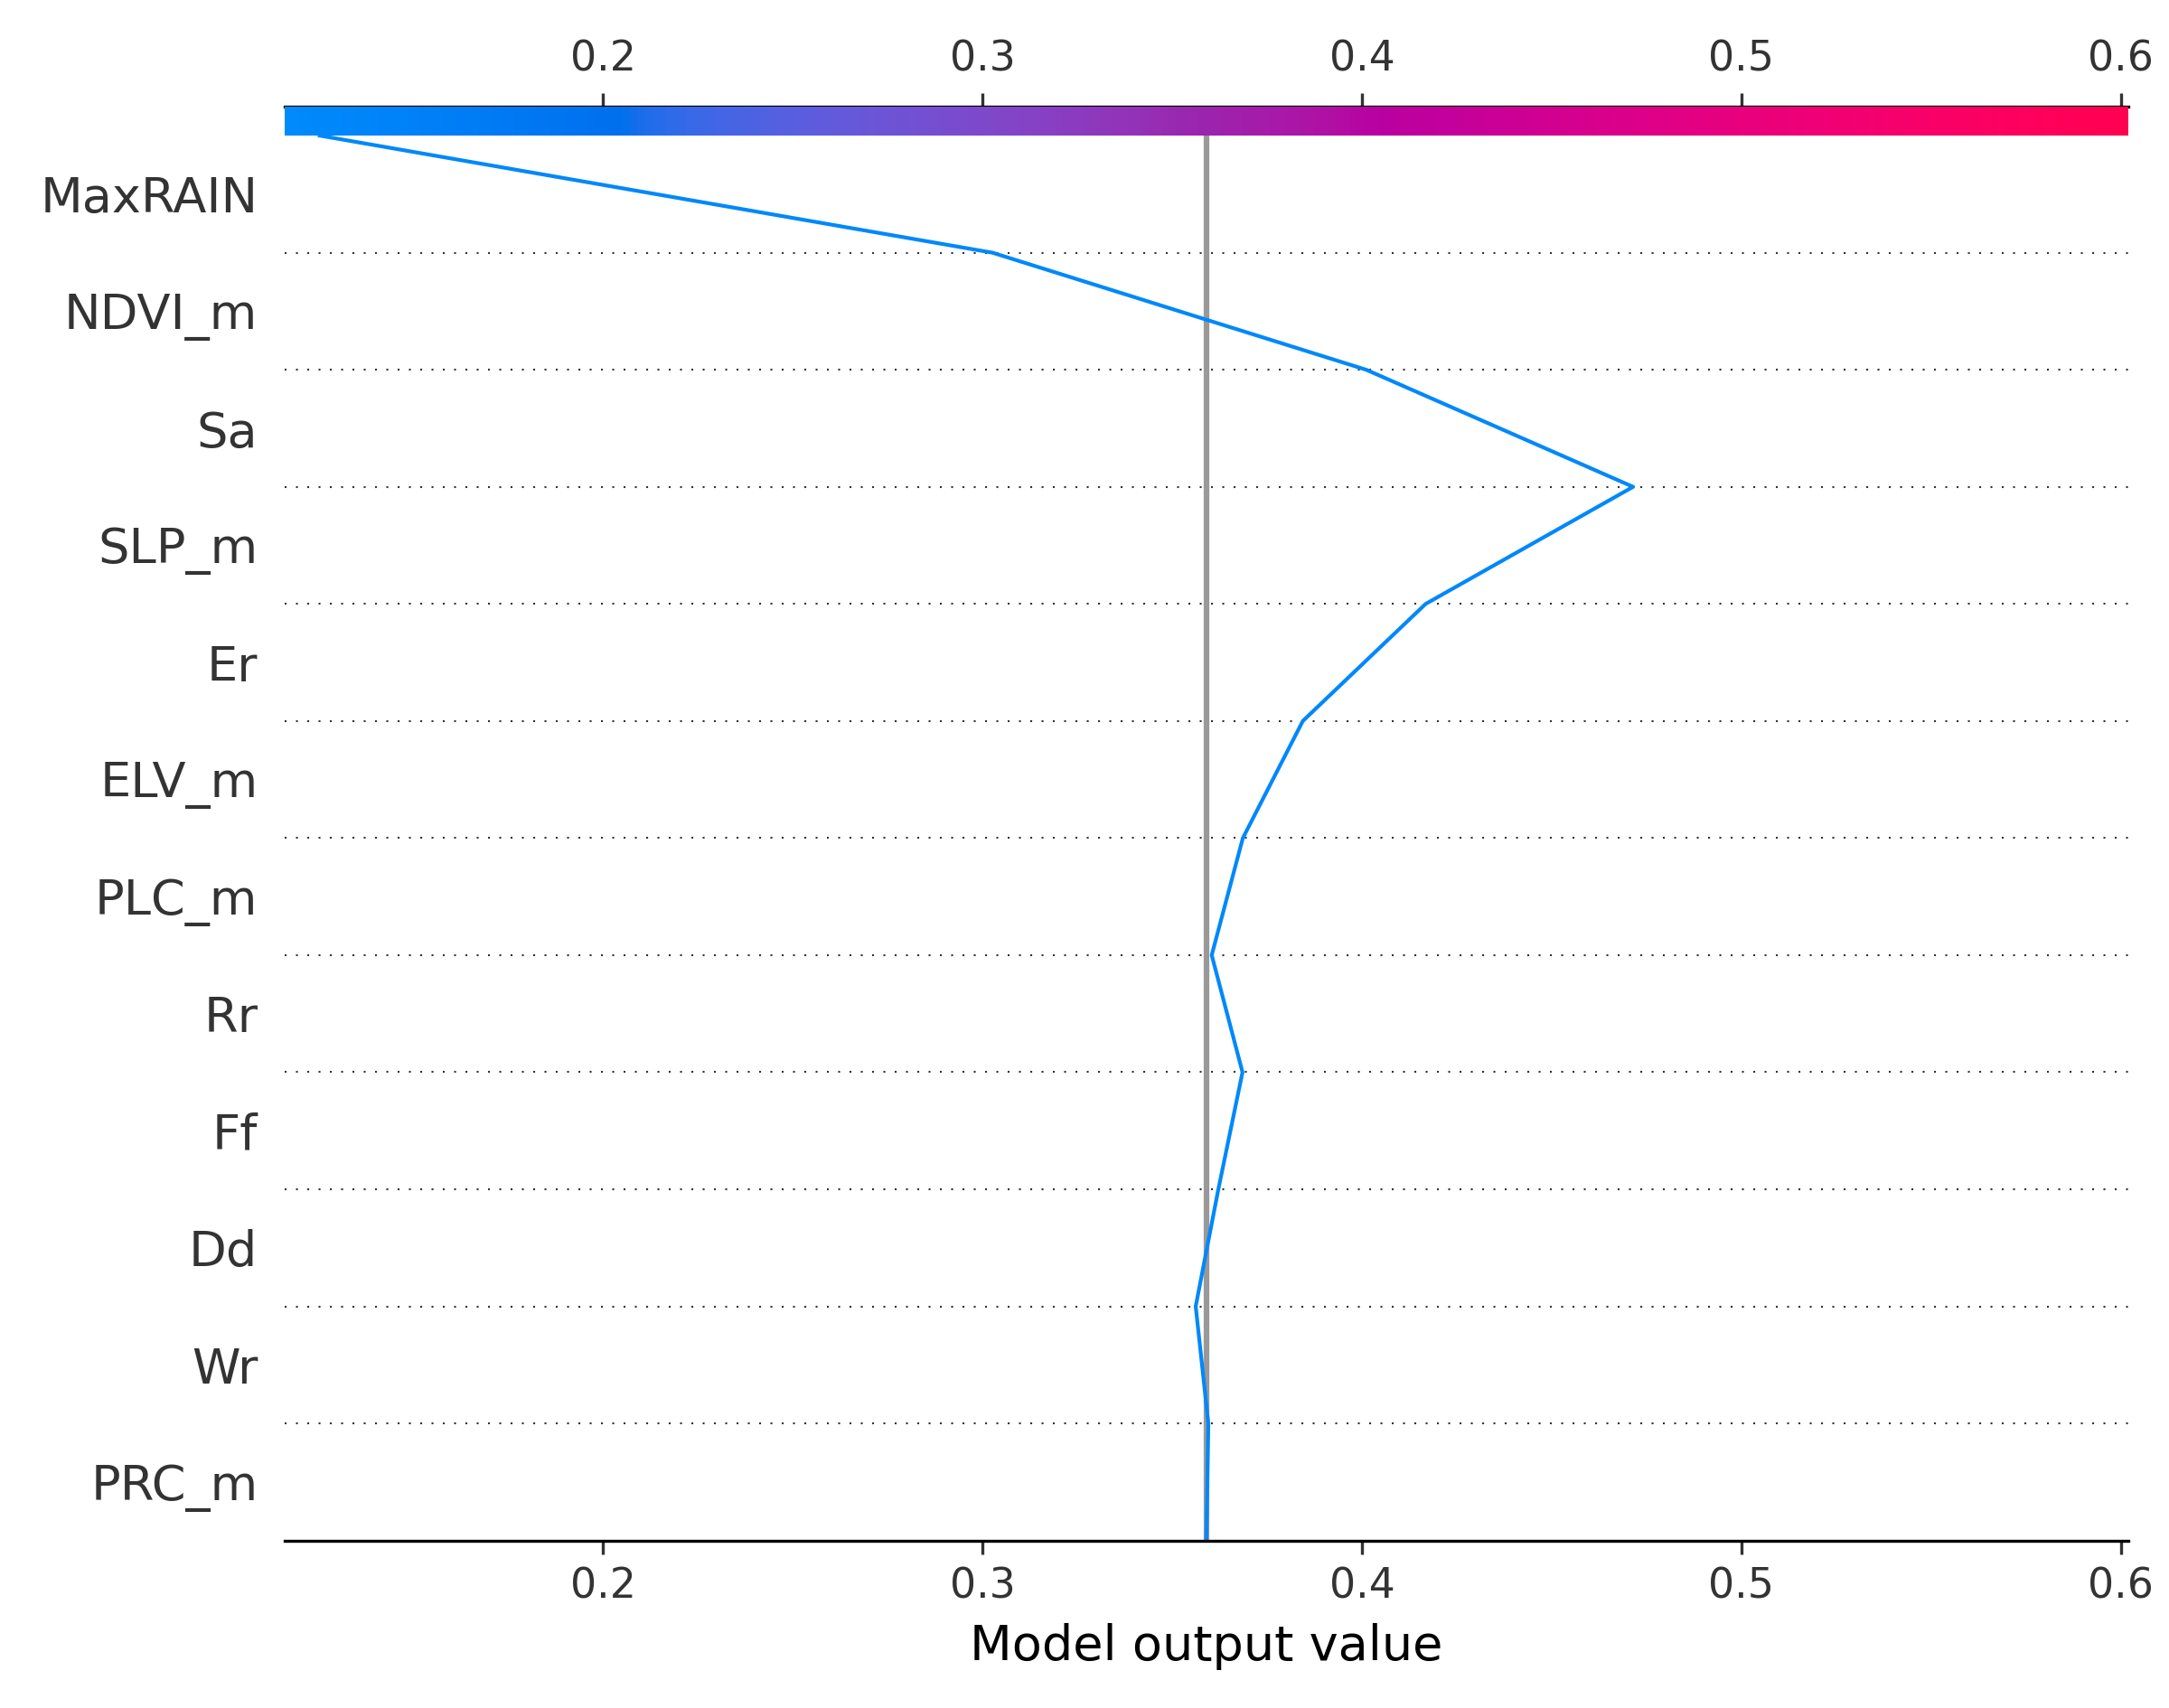 0.2 0.3 0.4 0.5 0.6
MaxRAIN
NDVI_m
Sa
SLP_m
Er
ELV_m
PLC_m
Rr
Ff
Dd
Wr
PRC_m
0.2 0.3 0.4 0.5 0.6
Model output value